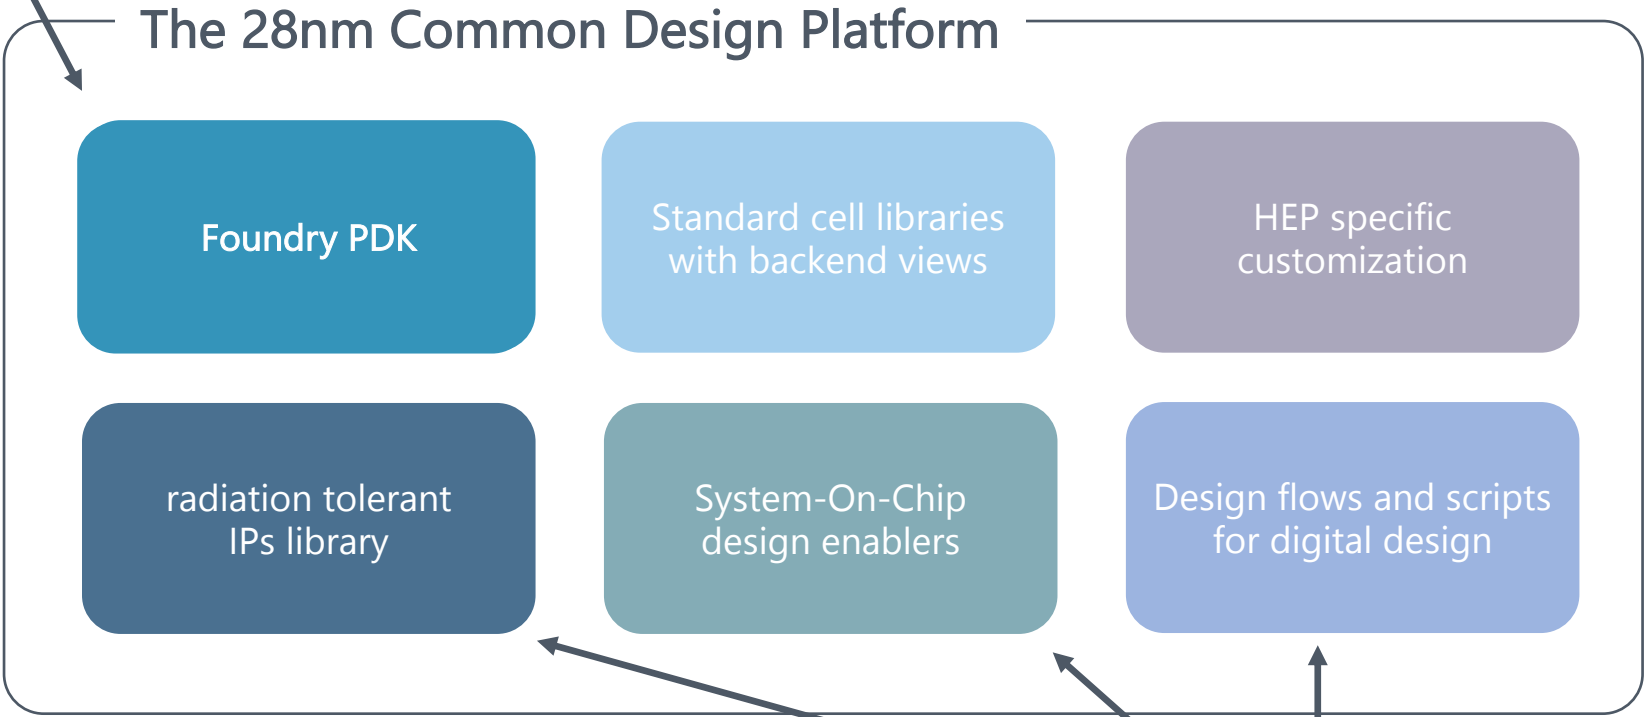 The 28nm Common Design Platform
Foundry PDK
Standard cell libraries
with backend views
HEP specific
customization
radiation tolerant
IPs library
System-On-Chip
design enablers
Design flows and scripts
for digital design